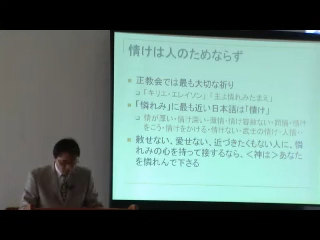 情けは人のためならず
正教会では最も大切な祈り
「キリエ・エレイソン」「主よ憐れみたまえ」
「憐れみ」に最も近い日本語は「情け」
情が厚い・情け深い・薄情・情け容赦ない・同情・情け
をこう・情けをかける・情けない・武士の情け・人情・・
赦せない、愛せない、近づきたくもない人に、憐
れみの心を持って接するなら、<神は>あなた
を憐れんで下さる